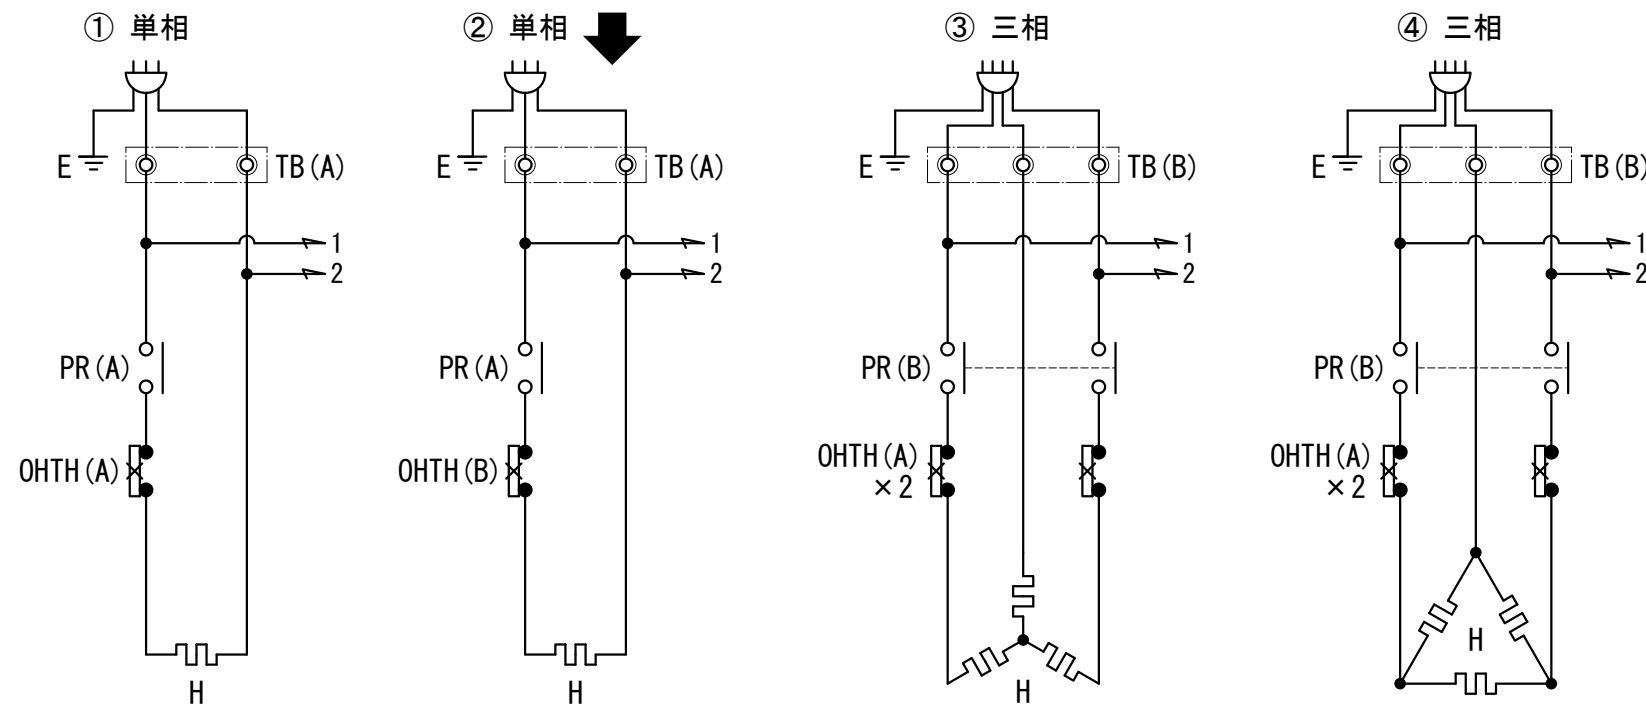 ① 単相
② 単相
③ 三相
④ 三相
E
TB(A)
E
TB(A)
E
TB(B)
E
TB(B)
1
1
1
1
2
2
2
2
PR(A)
PR(A)
PR(B)
PR(B)
OHTH(A)
OHTH(B)
OHTH(A)
×2
OHTH(A)
×2
H
H
H
H